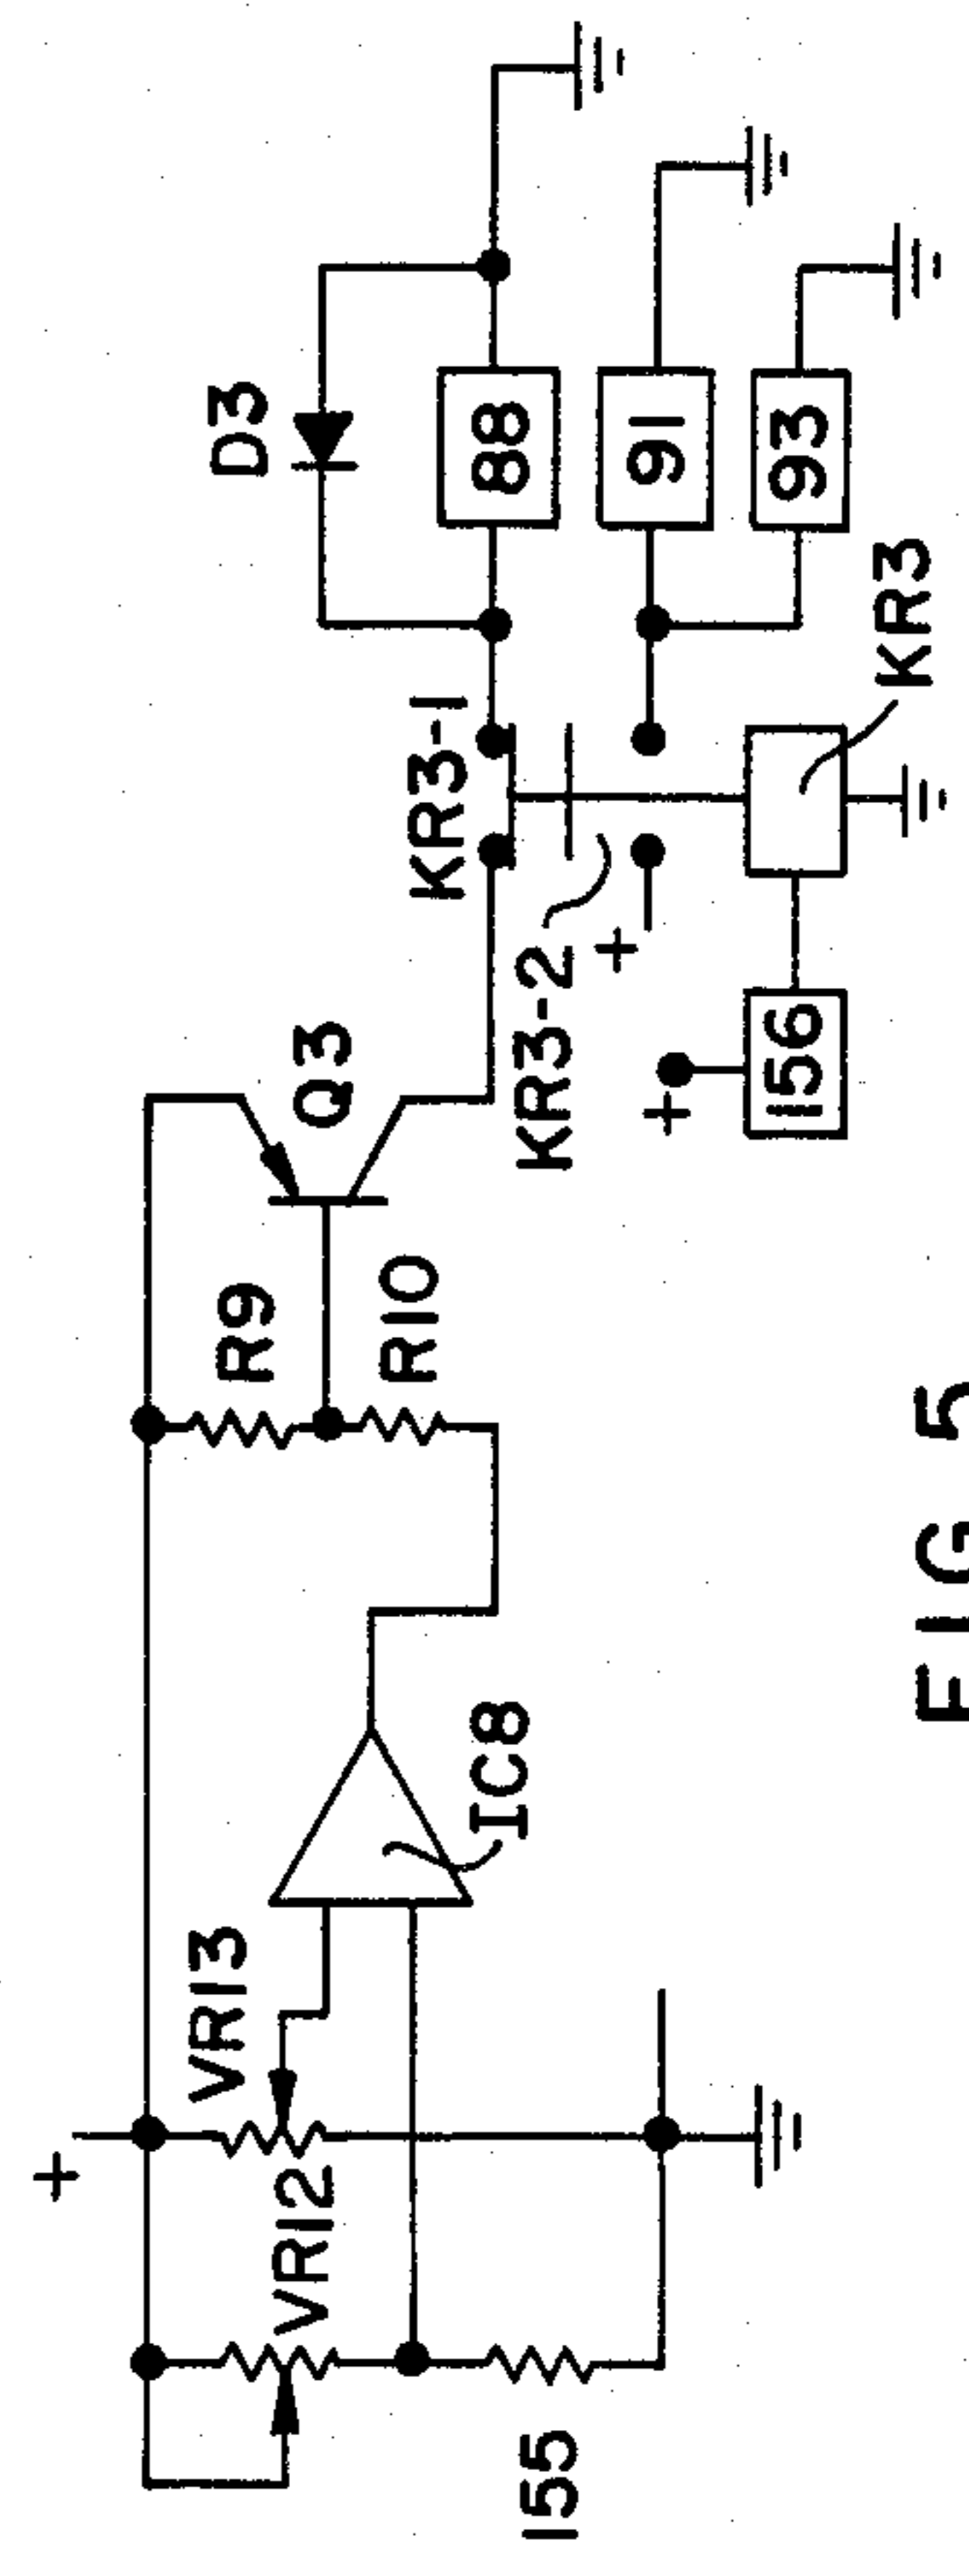 +
VR13
VR12
155
IC8
R9
R10
Q3
KR3-1
KR3-2
+
+
156
KR3
D3
88
91
93
FIG 5